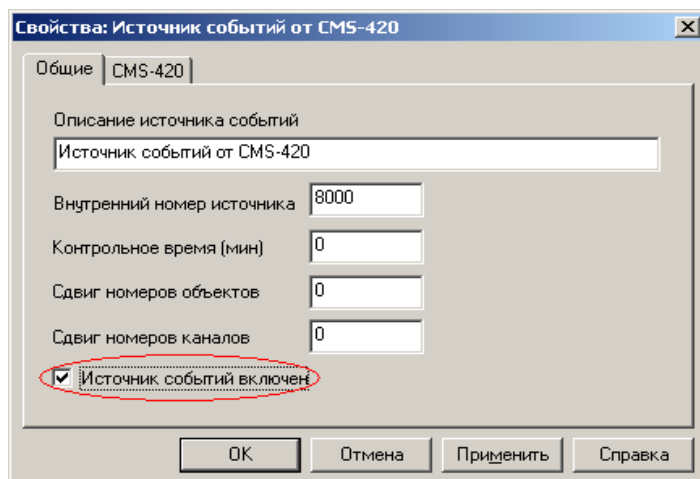 Свойства: Источник событий от CMS-420
Общие CMS-420
Описание источника событий
Источник событий от CMS-420
Внутренний номер источника 8000
Контрольное время (мин) 0
Сдвиг номеров объектов 0
Сдвиг номеров каналов 0
Источник событий включен
ОК Отмена Применить Справка